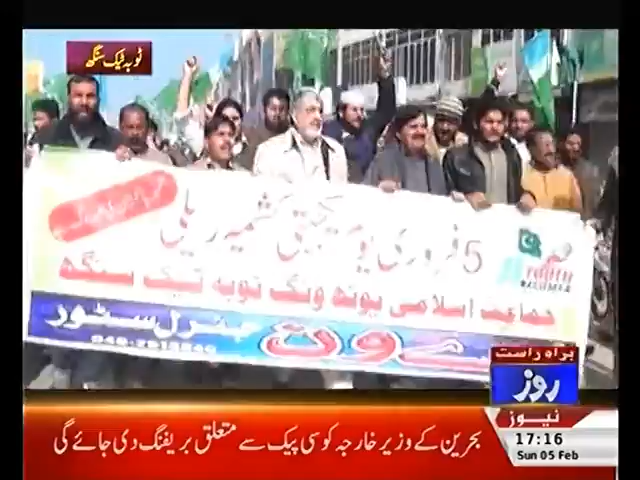 ٹوبہ ٹیک سنگھ
5 فروری یوم یکجہتی کشمیر ریلی
KASHMIR
جماعت اسلامی یوتھ ونگ ٹوبہ ٹیک سنگھ
جنرل سٹور
براہ راست
روز
نیوز
بحرین کے وزیر خارجہ کو سی پیک سے متعلق بریفنگ دی جائے گی
17:16
Sun 05 Feb